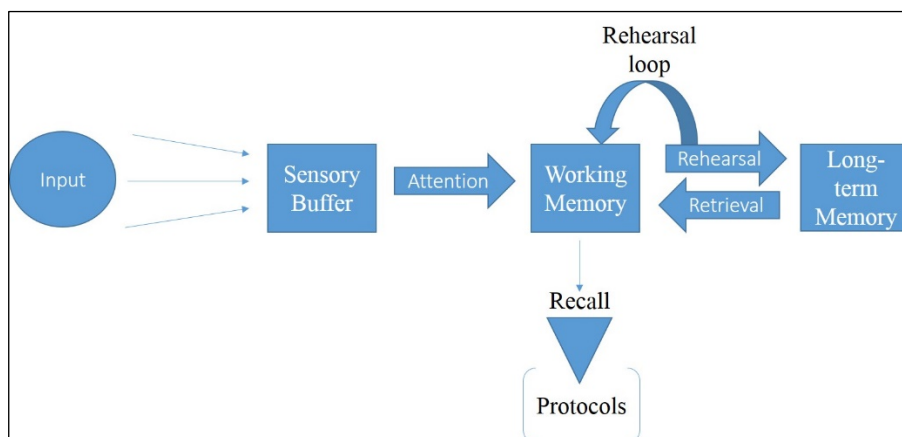 Rehearsal
loop
Input
Sensory
Buffer
Attention
Working
Memory
Rehearsal
Retrieval
Long-
term
Memory
Recall
Protocols